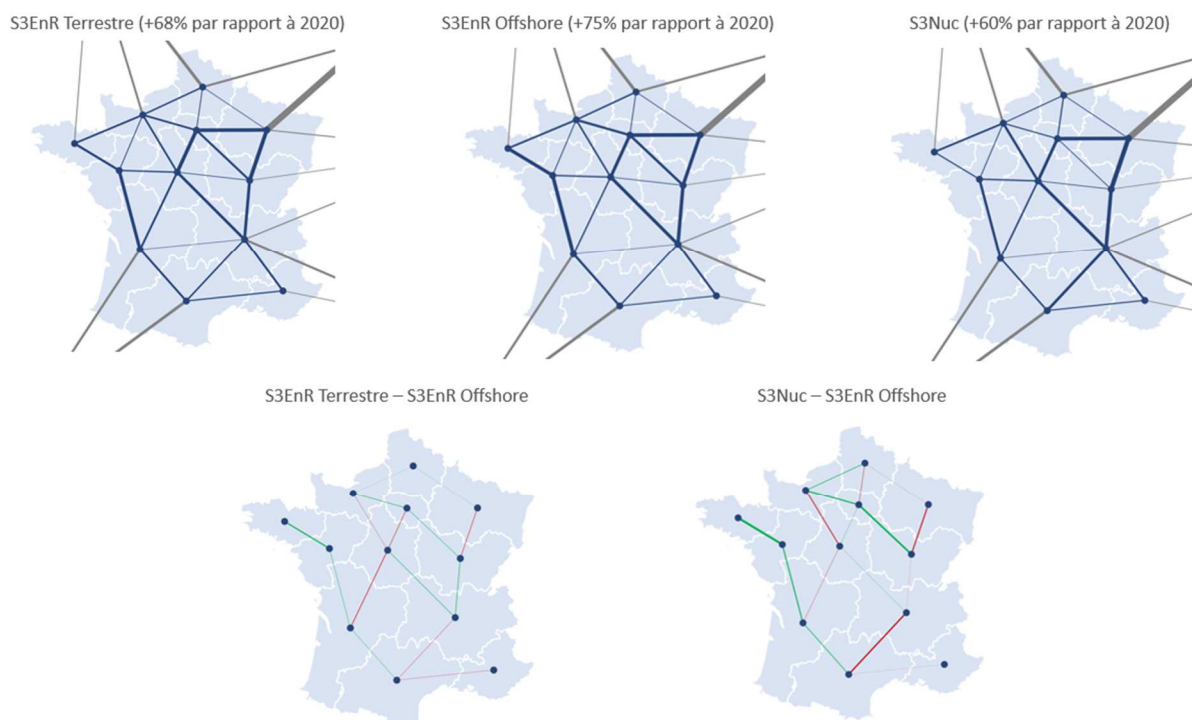 S3EnR Terrestre (+68% par rapport à 2020)
S3EnR Offshore (+75% par rapport à 2020)
S3Nuc (+60% par rapport à 2020)
S3EnR Terrestre – S3EnR Offshore
S3Nuc – S3EnR Offshore